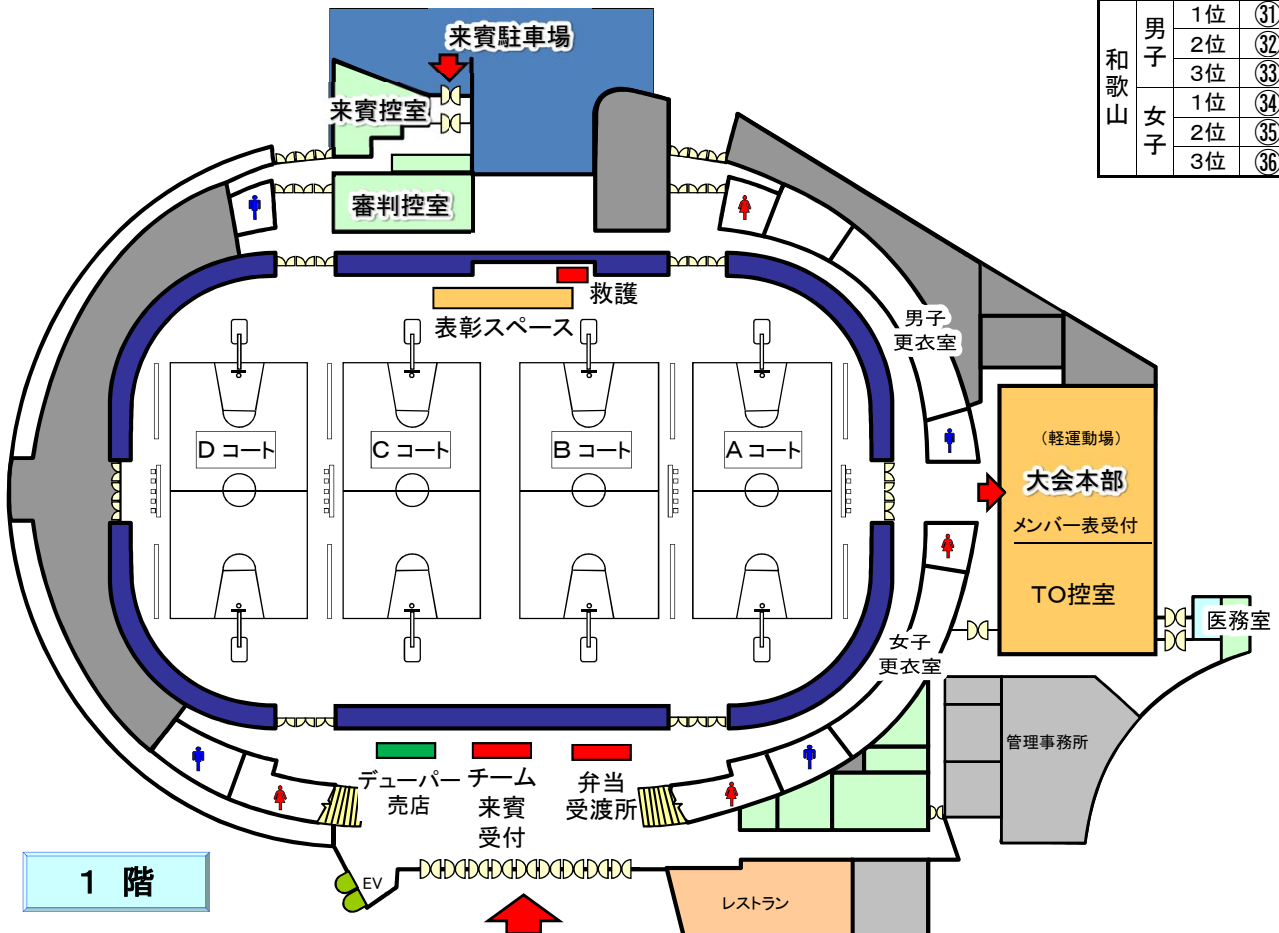 来賓駐車場
来賓控室
審判控室
和歌山
男子
1位 ㉛
2位 ㉜
3位 ㉝
女子
1位 ㉞
2位 ㉟
3位 ㊱
救護
表彰スペース
男子
更衣室
Dコート
Cコート
Bコート
Aコート
(軽運動場)
大会本部
メンバー表受付
TO控室
医務室
女子
更衣室
管理事務所
デューパー
売店
チーム
来賓
受付
弁当
受渡所
1 階
EV
レストラン